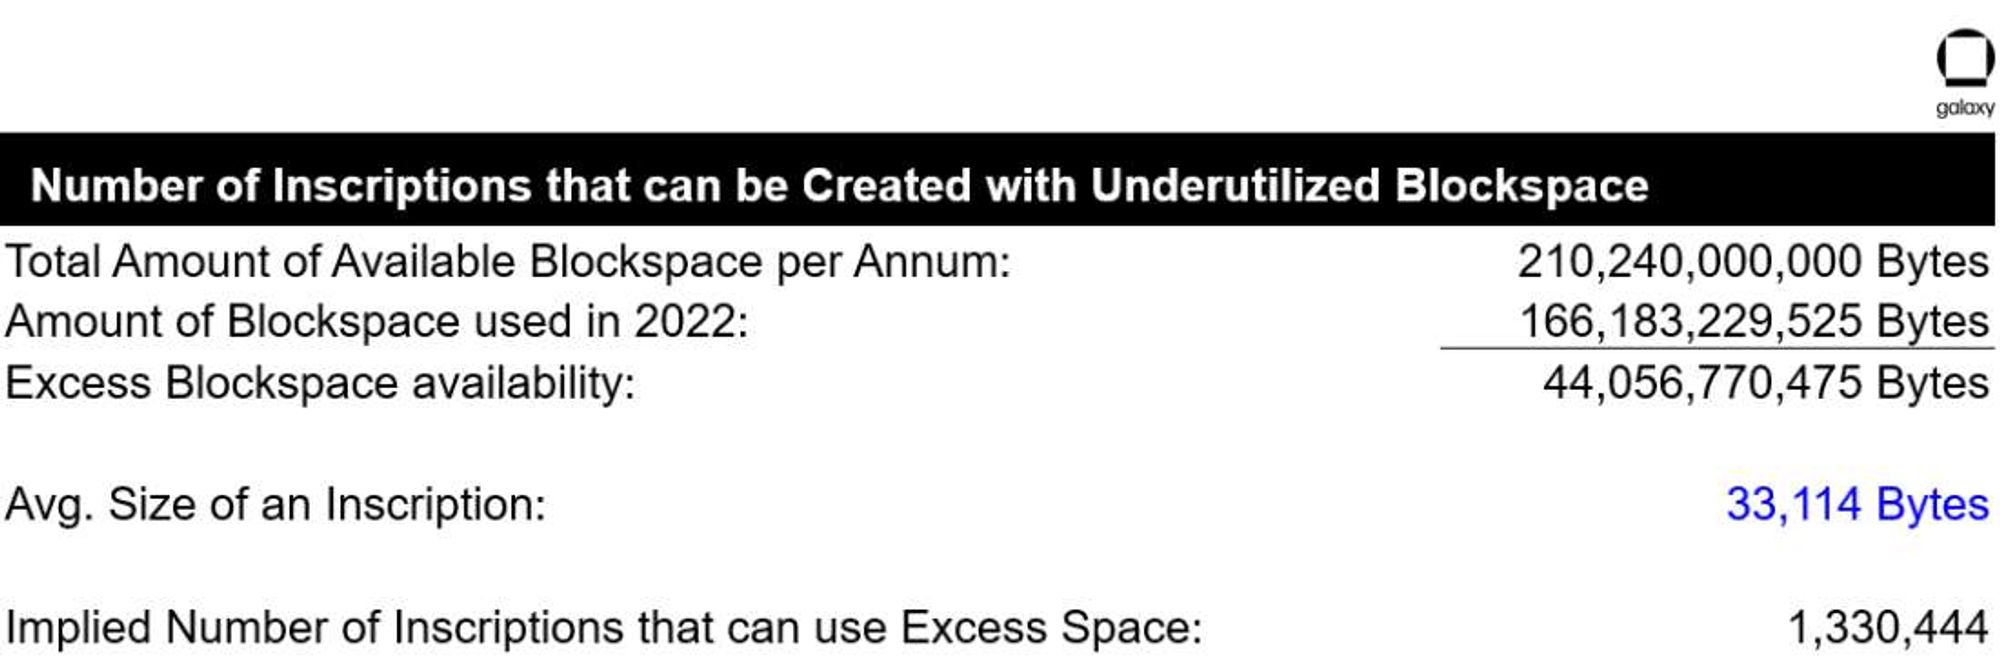 galaxy
Number of Inscriptions that can be Created with Underutilized Blockspace
Total Amount of Available Blockspace per Annum: 210,240,000,000 Bytes
Amount of Blockspace used in 2022: 166,183,229,525 Bytes
Excess Blockspace availability: 44,056,770,475 Bytes
Avg. Size of an Inscription: 33,114 Bytes
Implied Number of Inscriptions that can use Excess Space: 1,330,444